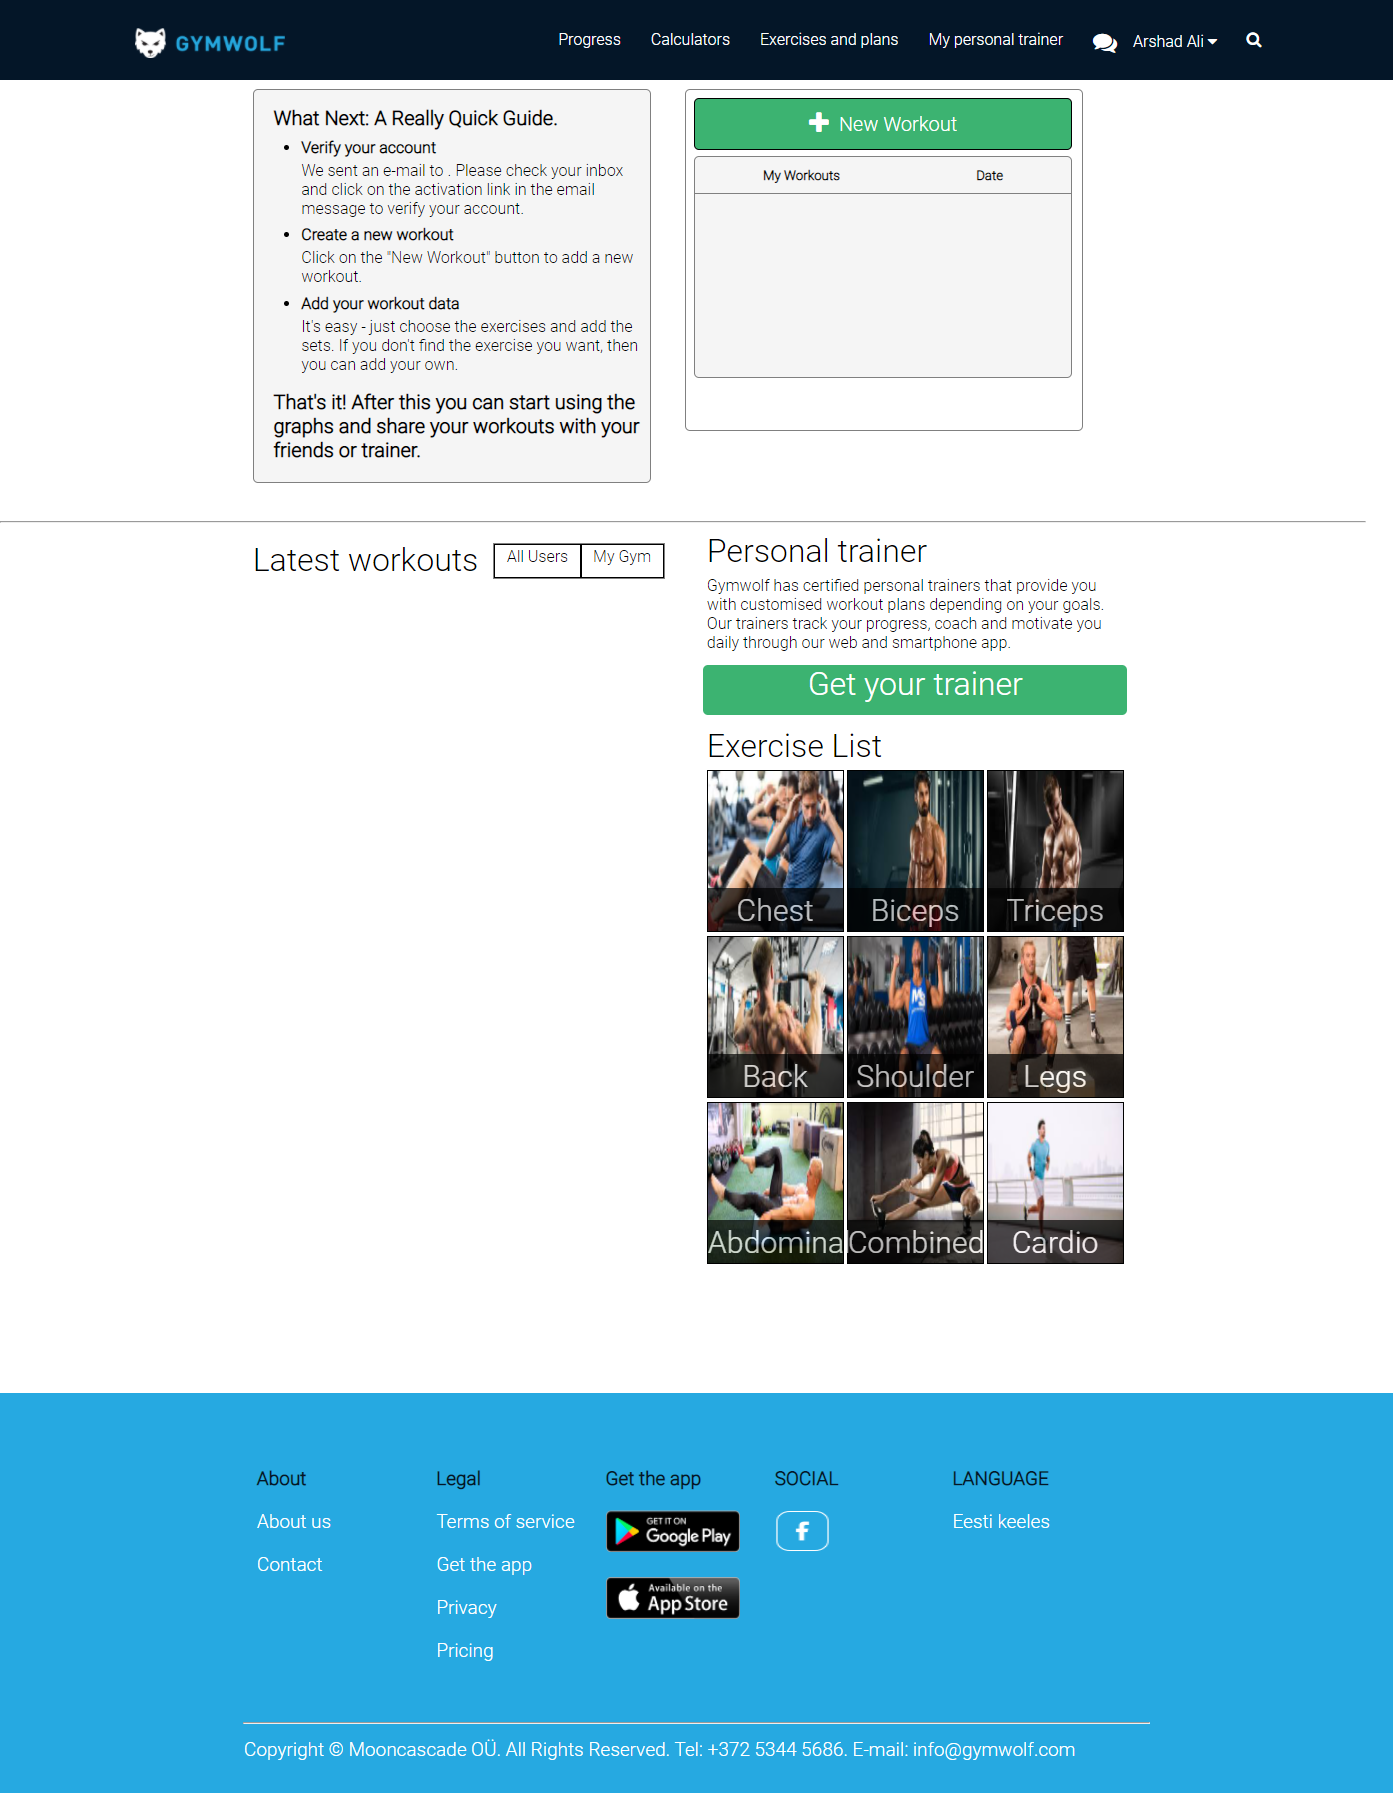 GYMWOLF
Progress
Calculators
Exercises and plans
My personal trainer
Arshad Ali
What Next: A Really Quick Guide.
Verify your account
We sent an e-mail to . Please check your inbox
and click on the activation link in the email
message to verify your account.
Create a new workout
Click on the "New Workout" button to add a new
workout.
Add your workout data
It's easy - just choose the exercises and add the
sets. If you don't find the exercise you want, then
you can add your own.
That's it! After this you can start using the
graphs and share your workouts with your
friends or trainer.
New Workout
My Workouts
Date
Latest workouts
All Users
My Gym
Personal trainer
Gymwolf has certified personal trainers that provide you
with customised workout plans depending on your goals.
Our trainers track your progress, coach and motivate you
daily through our web and smartphone app.
Get your trainer
Exercise List
Chest
Biceps
Triceps
Back
Shoulder
Legs
Abdomina
Combined
Cardio
About
About us
Contact
Legal
Terms of service
Get the app
Privacy
Pricing
Get the app
GET IT ON
Google Play
Available on the
App Store
SOCIAL
LANGUAGE
Eesti keeles
Copyright © Mooncascade OÜ. All Rights Reserved. Tel: +372 5344 5686. E-mail: info@gymwolf.com